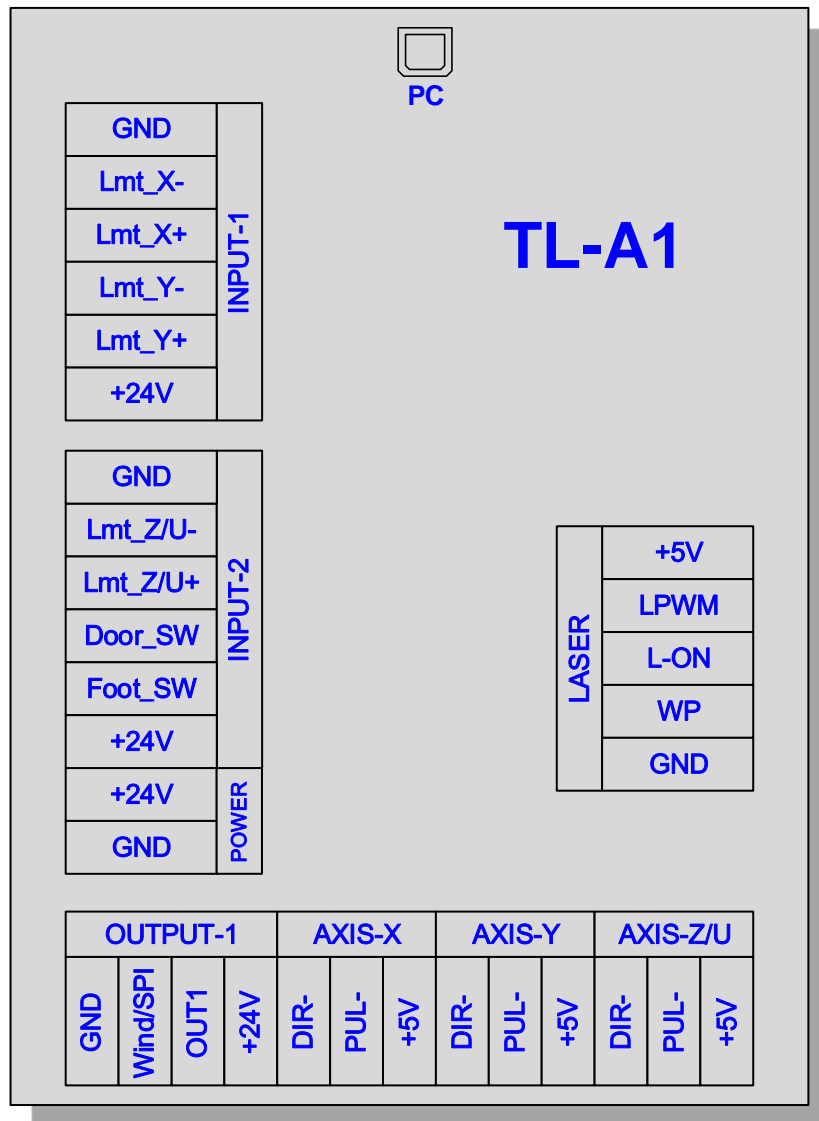 PC
TL-A1
GND
Lmt_X-
Lmt_X+
Lmt_Y-
Lmt_Y+
+24V
INPUT-1
GND
Lmt_Z/U-
Lmt_Z/U+
Door_SW
Foot_SW
+24V
INPUT-2
+24V
GND
POWER
LASER
+5V
LPWM
L-ON
WP
GND
OUTPUT-1
GND
Wind/SPI
OUT1
+24V
AXIS-X
DIR-
PUL-
+5V
AXIS-Y
DIR-
PUL-
+5V
AXIS-Z/U
DIR-
PUL-
+5V